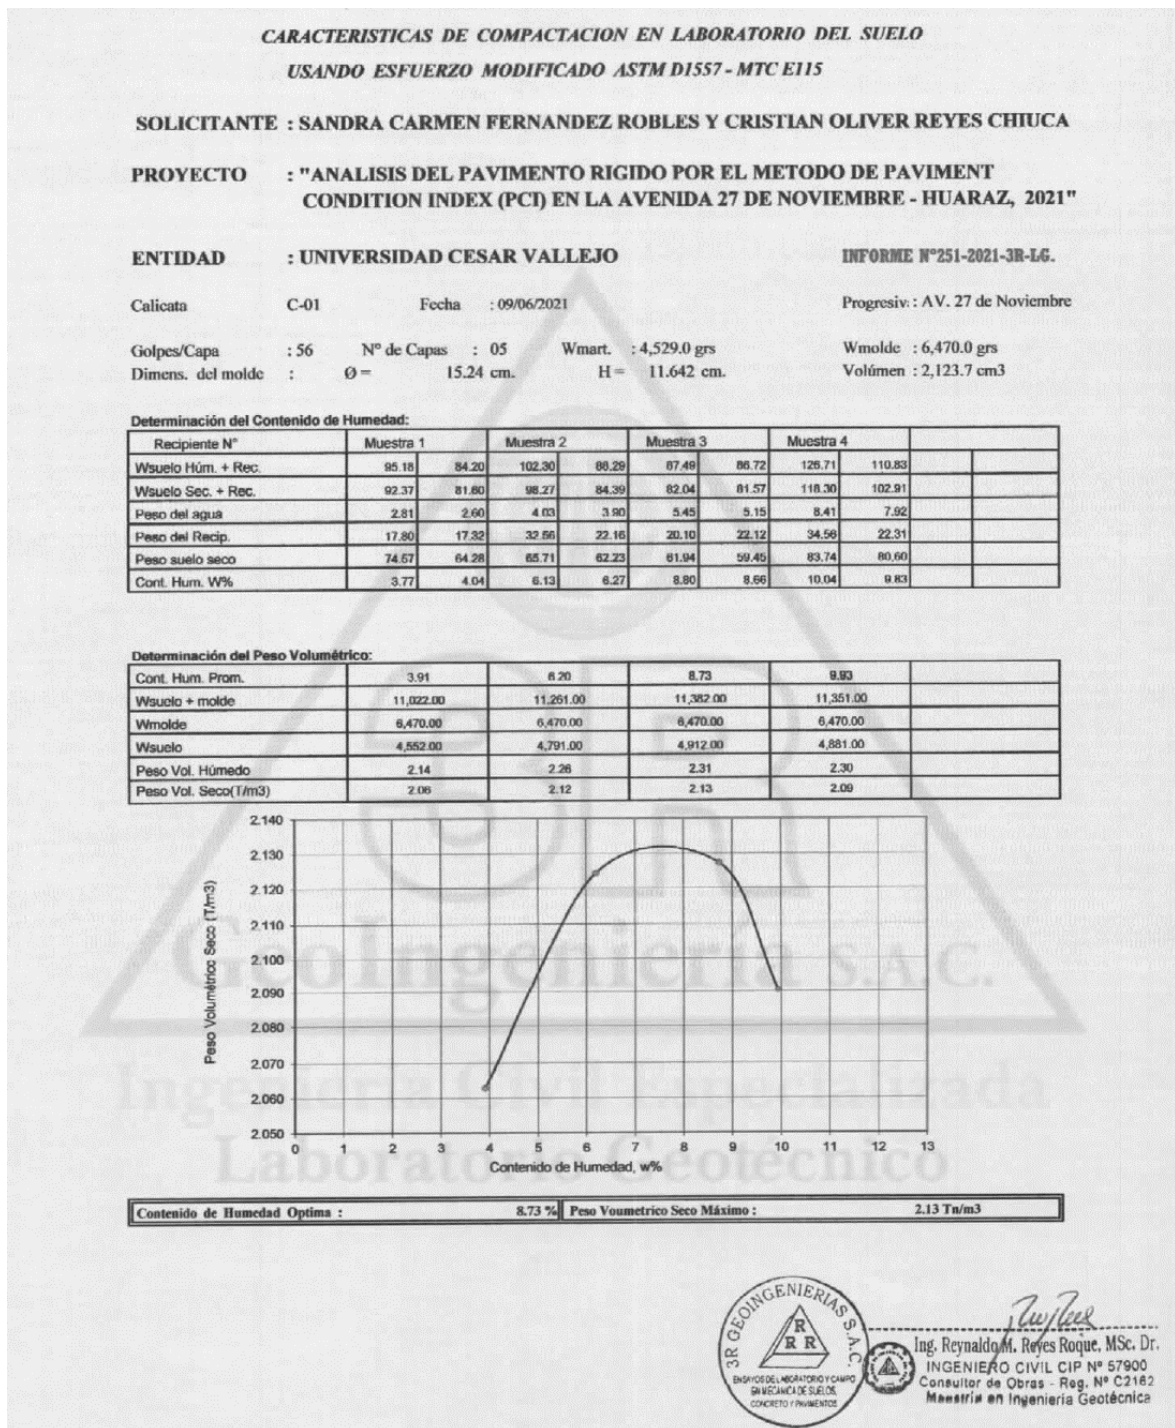 CARACTERISTICAS DE COMPACTACION EN LABORATORIO DEL SUELO
USANDO ESFUERZO MODIFICADO ASTM D1557 - MTC E115
SOLICITANTE : SANDRA CARMEN FERNANDEZ ROBLES Y CRISTIAN OLIVER REYES CHIUCA
PROYECTO : "ANALISIS DEL PAVIMENTO RIGIDO POR EL METODO DE PAVIMENT
CONDITION INDEX (PCI) EN LA AVENIDA 27 DE NOVIEMBRE - HUARAZ, 2021"
ENTIDAD : UNIVERSIDAD CESAR VALLEJO INFORME N°251-2021-3R-LG.
Calicata C-01 Fecha : 09/06/2021 Progresiv: : AV. 27 de Noviembre
Golpes/Capa : 56 N° de Capas : 05 Wmart. : 4,529.0 grs Wmolde : 6,470.0 grs
Dimens. del molde : Ø = 15.24 cm. H = 11.642 cm. Volúmen : 2,123.7 cm3
Determinación del Contenido de Humedad:
Recipiente N° Muestra 1 Muestra 2 Muestra 3 Muestra 4
Wsuelo Húm. + Rec. 95.18 84.20 102.30 88.29 87.49 86.72 126.71 110.83
Wsuelo Sec. + Rec. 92.37 81.60 98.27 84.39 82.04 81.57 118.30 102.91
Peso del agua 2.81 2.60 4.03 3.90 5.45 5.15 8.41 7.92
Peso del Recip. 17.80 17.32 32.56 22.16 20.10 22.12 34.56 22.31
Peso suelo seco 74.57 64.28 65.71 62.23 61.94 59.45 83.74 80.60
Cont. Hum. W% 3.77 4.04 6.13 6.27 8.80 8.66 10.04 9.83
Determinación del Peso Volumétrico:
Cont. Hum. Prom. 3.91 6.20 8.73 9.93
Wsuelo + molde 11,022.00 11,261.00 11,382.00 11,351.00
Wmolde 6,470.00 6,470.00 6,470.00 6,470.00
Wsuelo 4,552.00 4,791.00 4,912.00 4,881.00
Peso Vol. Húmedo 2.14 2.26 2.31 2.30
Peso Vol. Seco(T/m3) 2.06 2.12 2.13 2.09
Peso Volumétrico Seco (T/m3)
2.140
2.130
2.120
2.110
2.100
2.090
2.080
2.070
2.060
2.050
0 1 2 3 4 5 6 7 8 9 10 11 12 13
Contenido de Humedad, w%
3R
GeoIngeniería S.A.C.
Ingeniería Civil Especializada
Laboratorio Geotécnico
Contenido de Humedad Optima : 8.73 % Peso Voumetrico Seco Máximo : 2.13 Tn/m3
3R GEOINGENIERIAS S.A.C.
R
R R
ENSAYOS DE LABORATORIO Y CAMPO
EN MECANICA DE SUELOS,
CONCRETO Y PAVIMENTOS
Ing. Reynaldo M. Reyes Roque, MSc. Dr.
INGENIERO CIVIL CIP N° 57900
Consultor de Obras - Reg. N° C2162
Maestría en Ingeniería Geotécnica